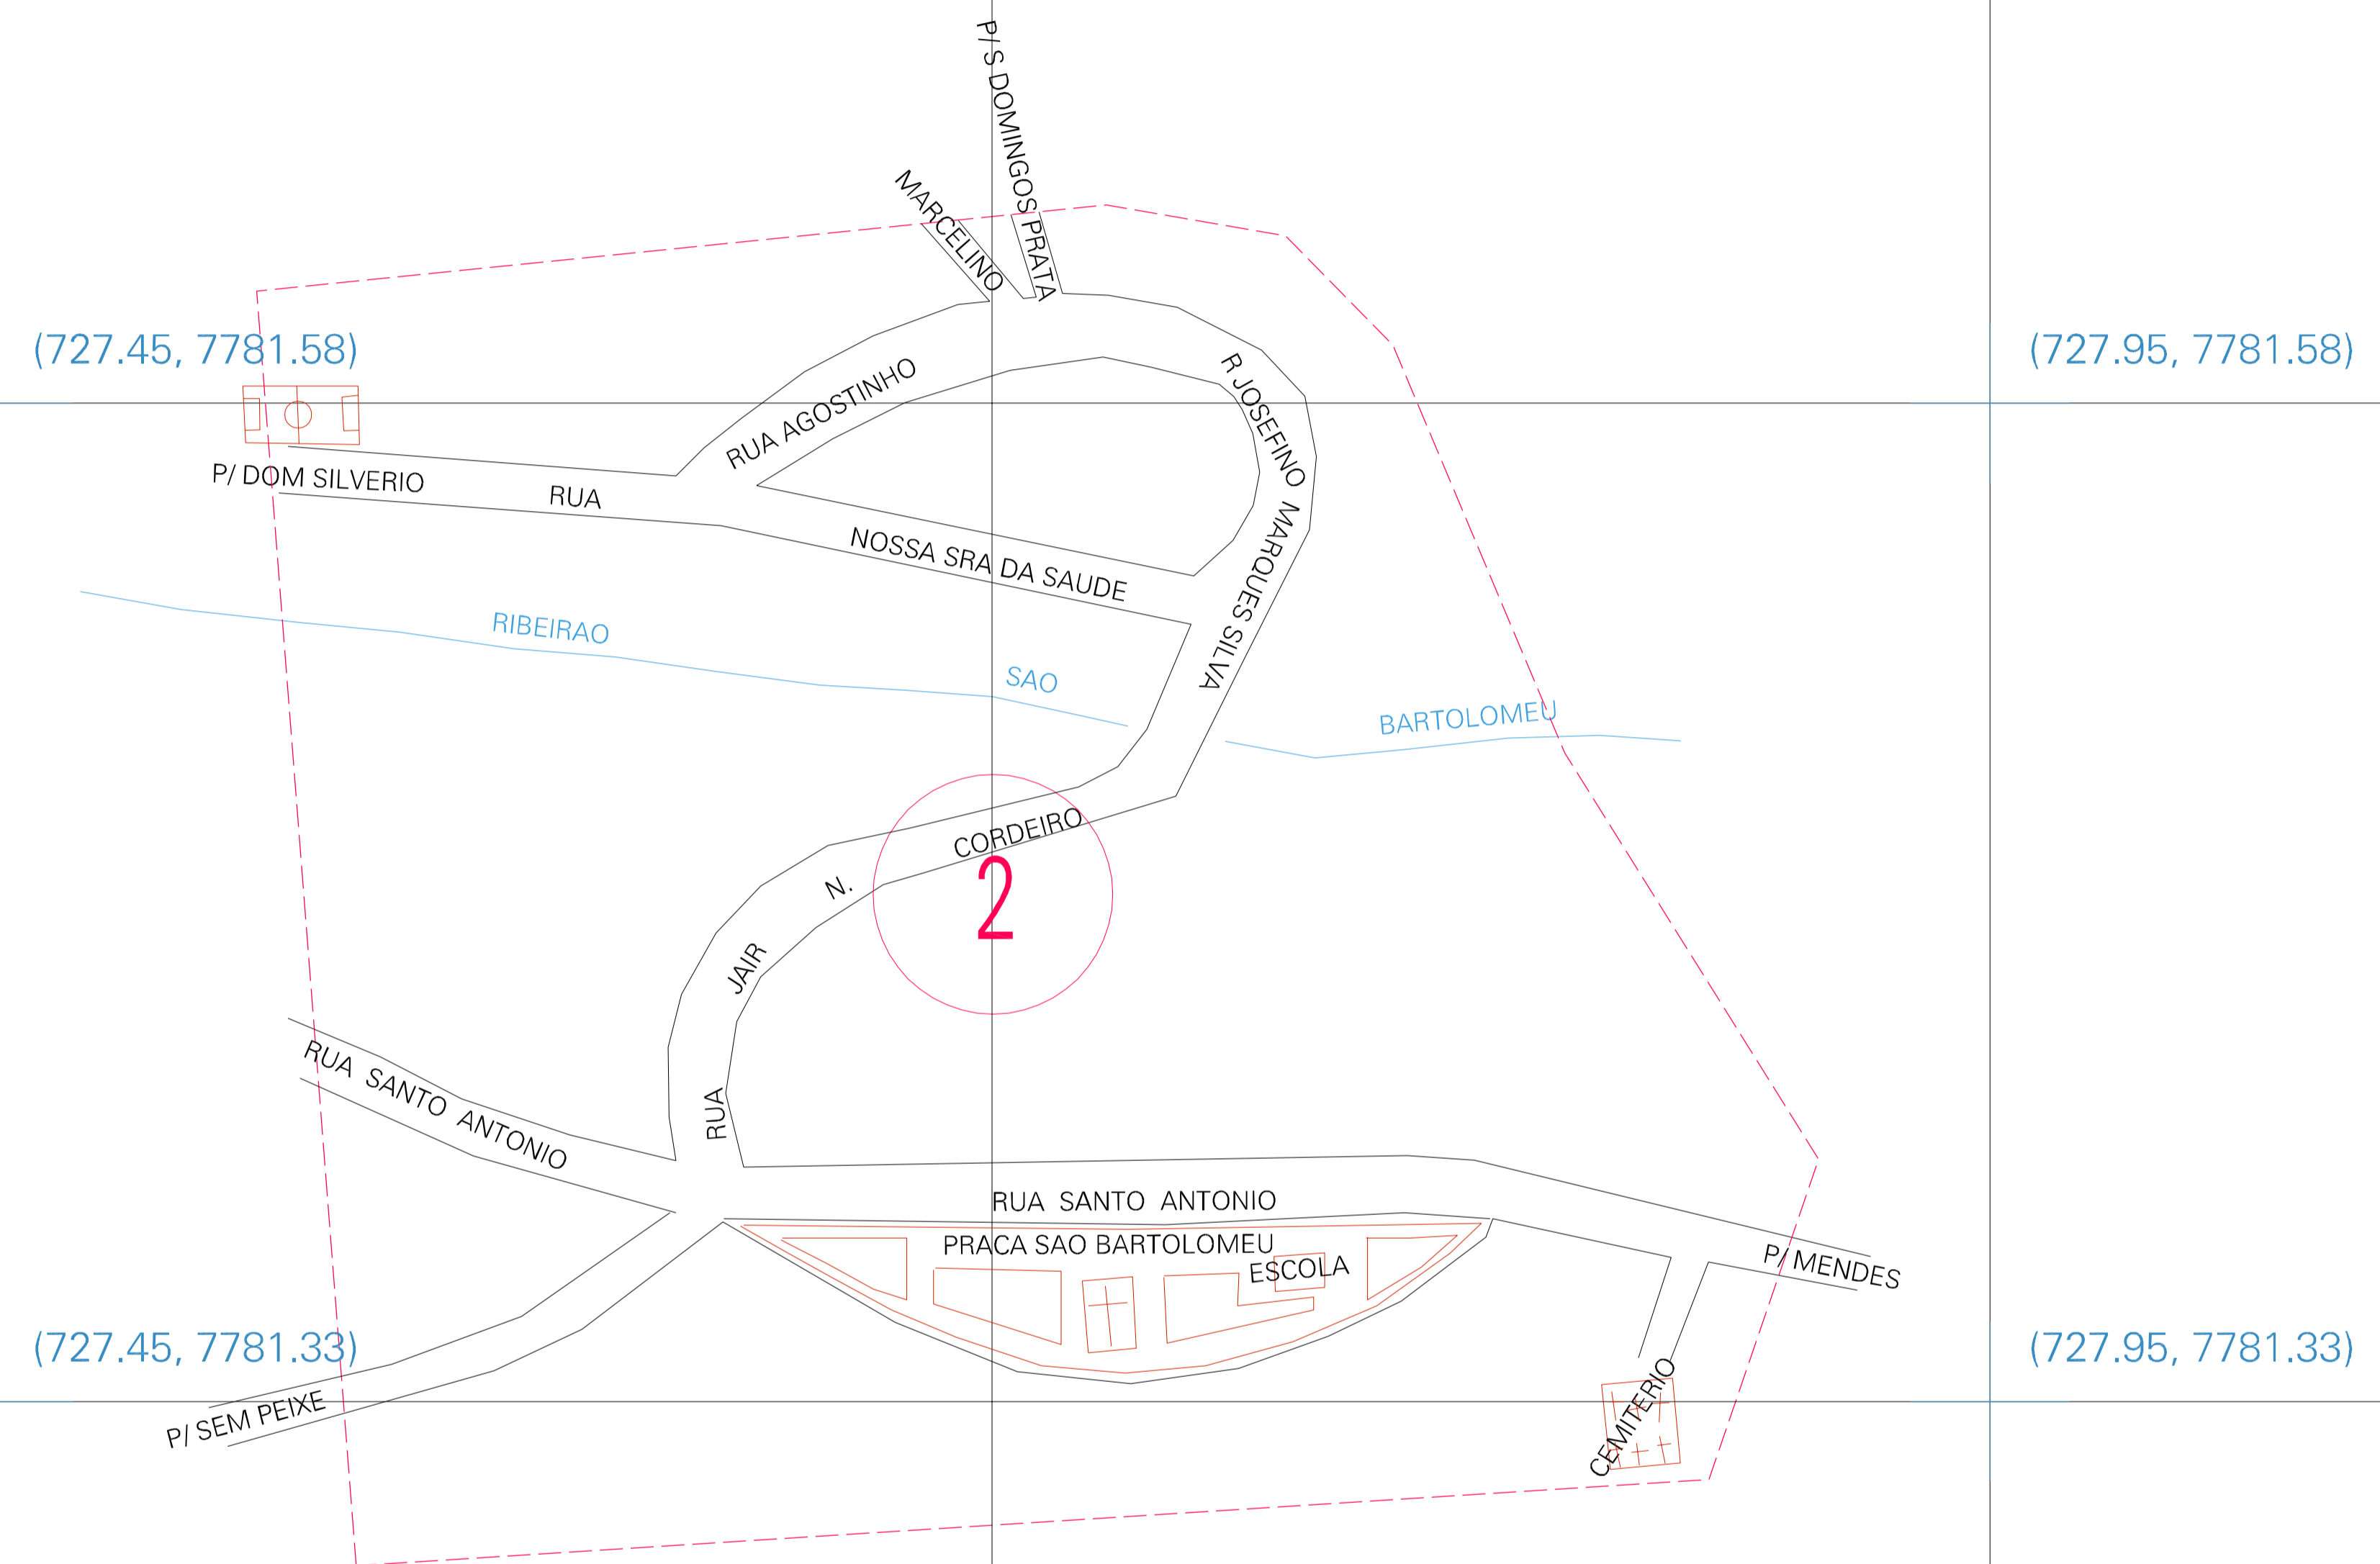 P/ S DOMINGOS PRATA
MARCELINO
(727.45, 7781.58)
(727.95, 7781.58)
RUA AGOSTINHO
R JOSEFINO MARQUES SILVA
P/ DOM SILVERIO
RUA
NOSSA SRA DA SAUDE
RIBEIRAO
SAO
BARTOLOMEU
CORDEIRO
N.
JAIR
RUA
2
RUA SANTO ANTONIO
RUA SANTO ANTONIO
PRACA SAO BARTOLOMEU
ESCOLA
P/ MENDES
(727.45, 7781.33)
(727.95, 7781.33)
P/ SEM PEIXE
CEMITERIO